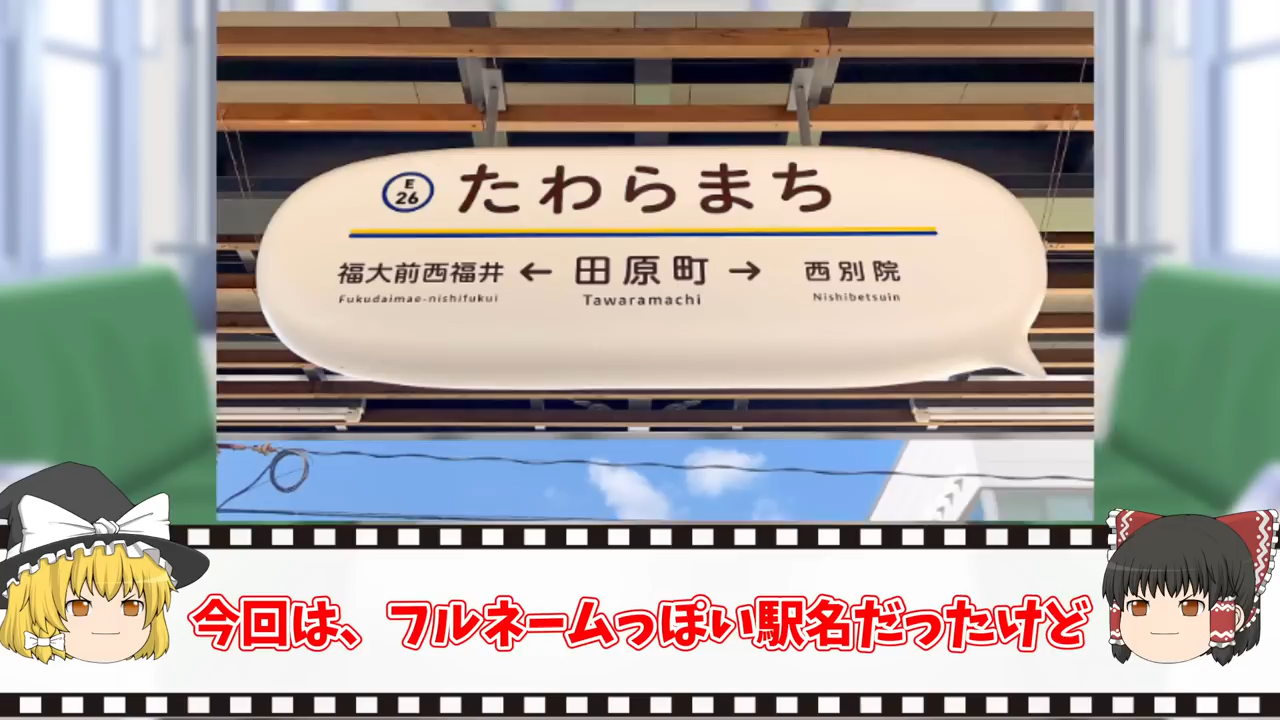 E
26
たわらまち
福大前西福井 ← 田原町 → 西別院
Fukudaimae-nishifukui Tawaramachi Nishibetsuin
今回は、フルネームっぽい駅名だったけど